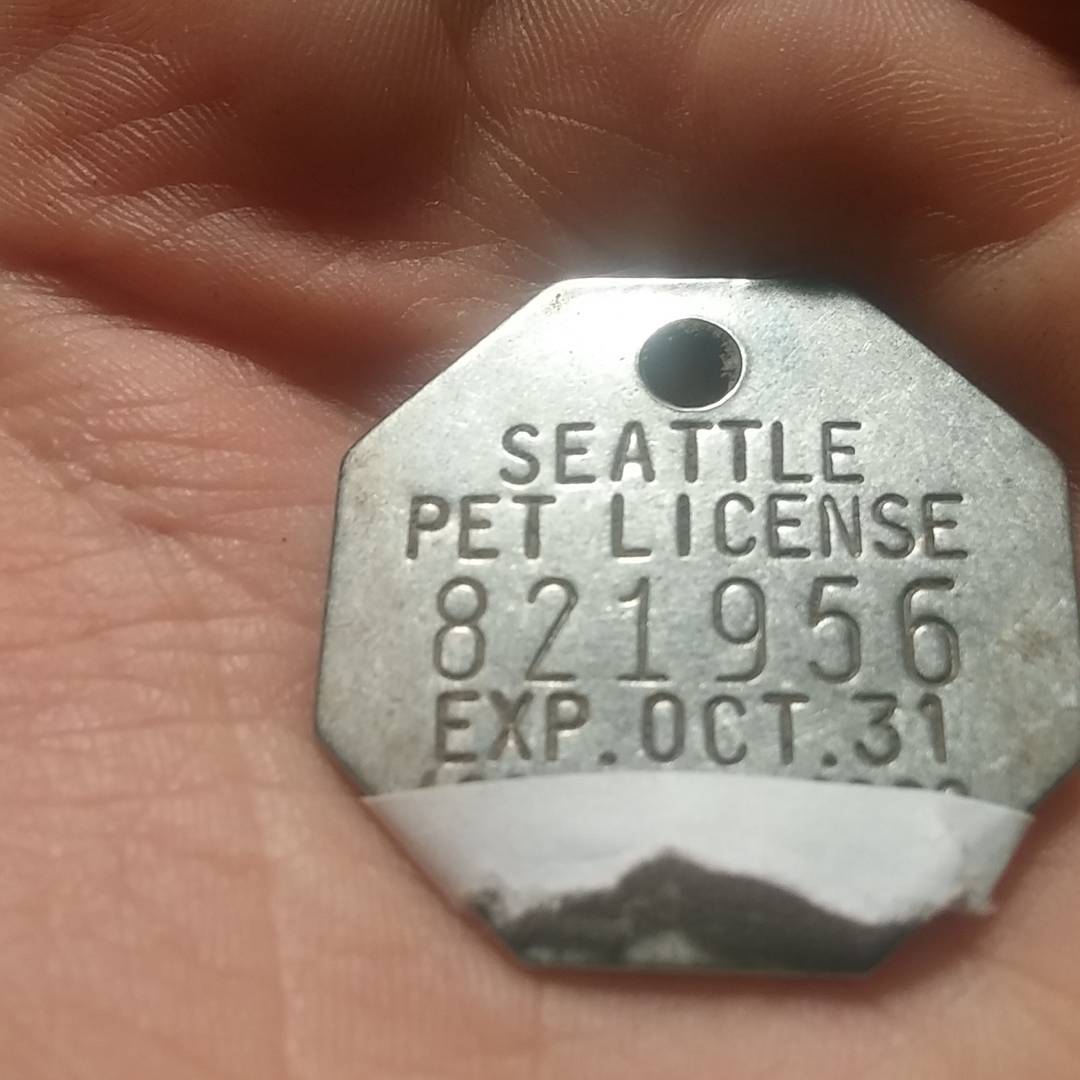 SEATTLE
PET LICENSE
821956
EXP.OCT.31